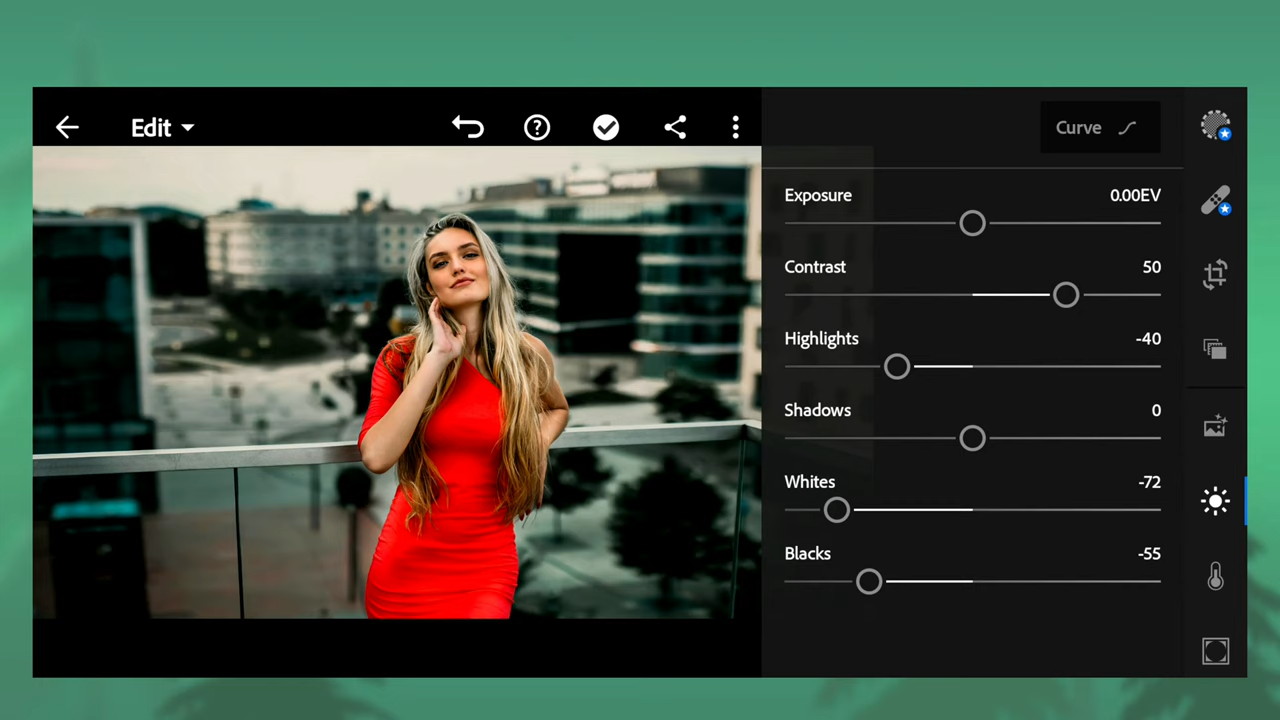 Edit
Curve
Exposure 0.00EV
Contrast 50
Highlights -40
Shadows 0
Whites -72
Blacks -55